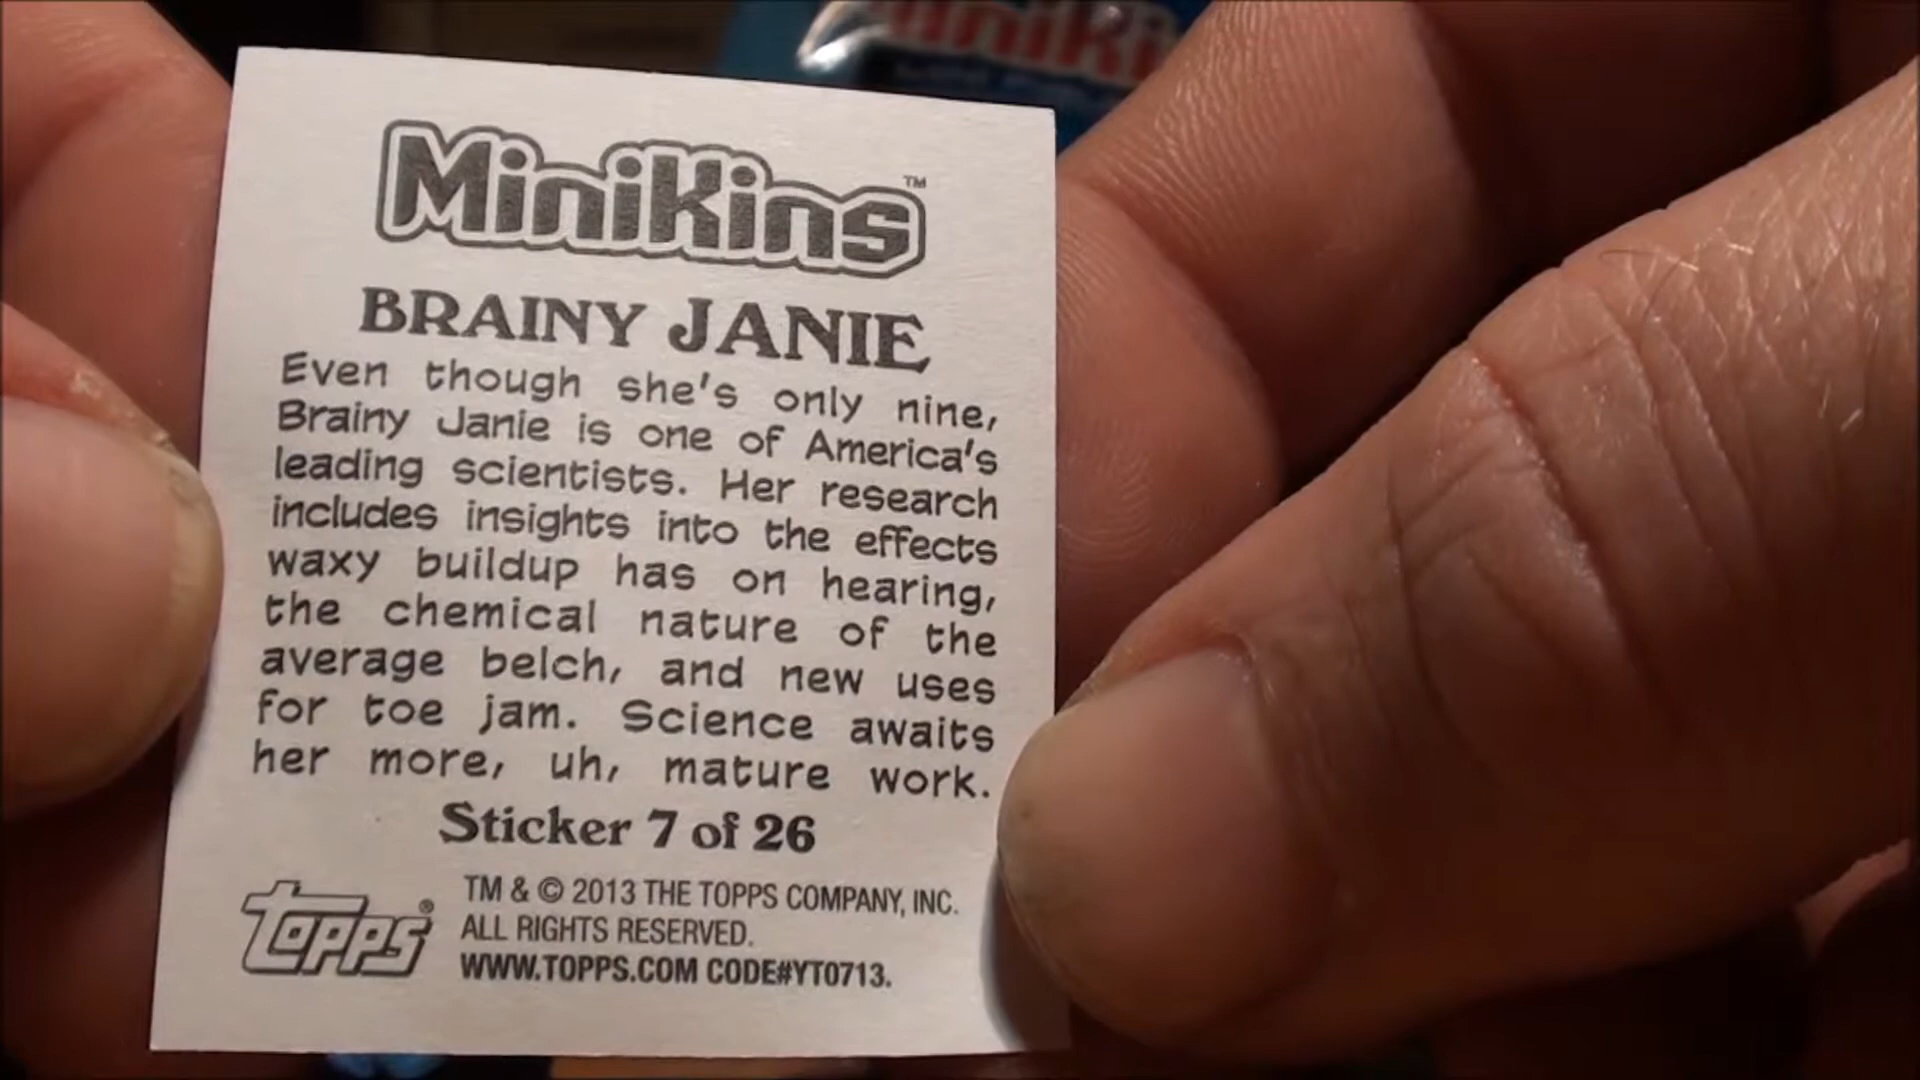 MiniKins™
BRAINY JANIE
Even though she's only nine,
Brainy Janie is one of America's
leading scientists. Her research
includes insights into the effects
waxy buildup has on hearing,
the chemical nature of the
average belch, and new uses
for toe jam. Science awaits
her more, uh, mature work.
Sticker 7 of 26
Topps®
TM & © 2013 THE TOPPS COMPANY, INC.
ALL RIGHTS RESERVED.
WWW.TOPPS.COM CODE#YT0713.